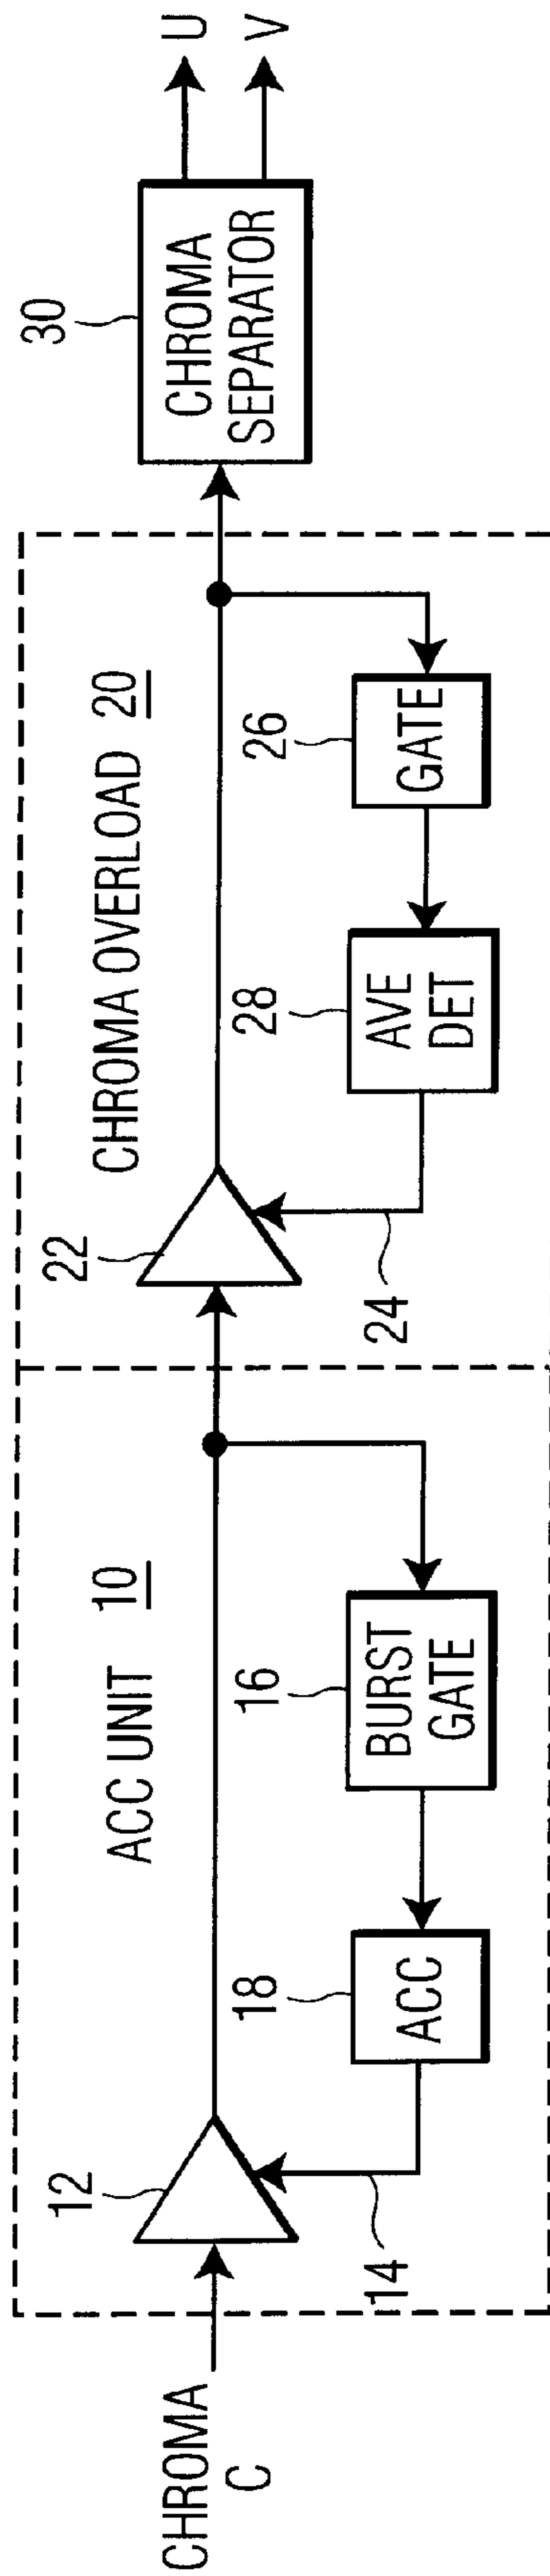 CHROMA
C
ACC UNIT 10
12
14
18
ACC
16
BURST
GATE
CHROMA OVERLOAD 20
22
24
28
AVE
DET
26
GATE
30
CHROMA
SEPARATOR
U
V